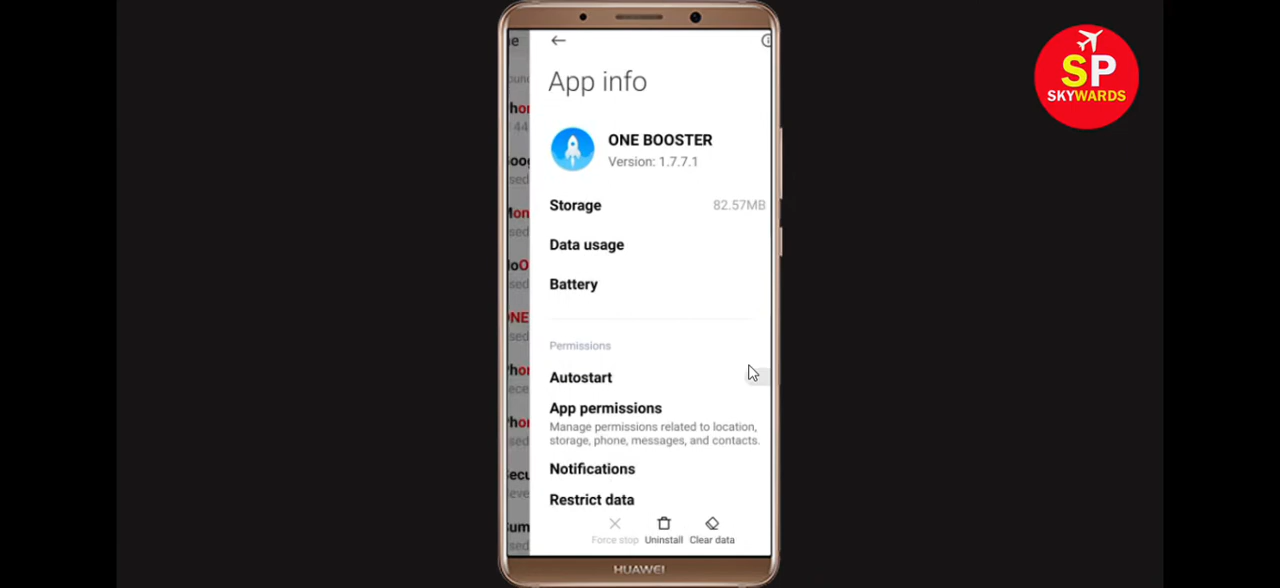 SP
SKYWARDS
App info
ONE BOOSTER
Version: 1.7.7.1
Storage 82.57MB
Data usage
Battery
Permissions
Autostart
App permissions
Manage permissions related to location,
storage, phone, messages, and contacts.
Notifications
Restrict data
Force stop Uninstall Clear data
HUAWEI